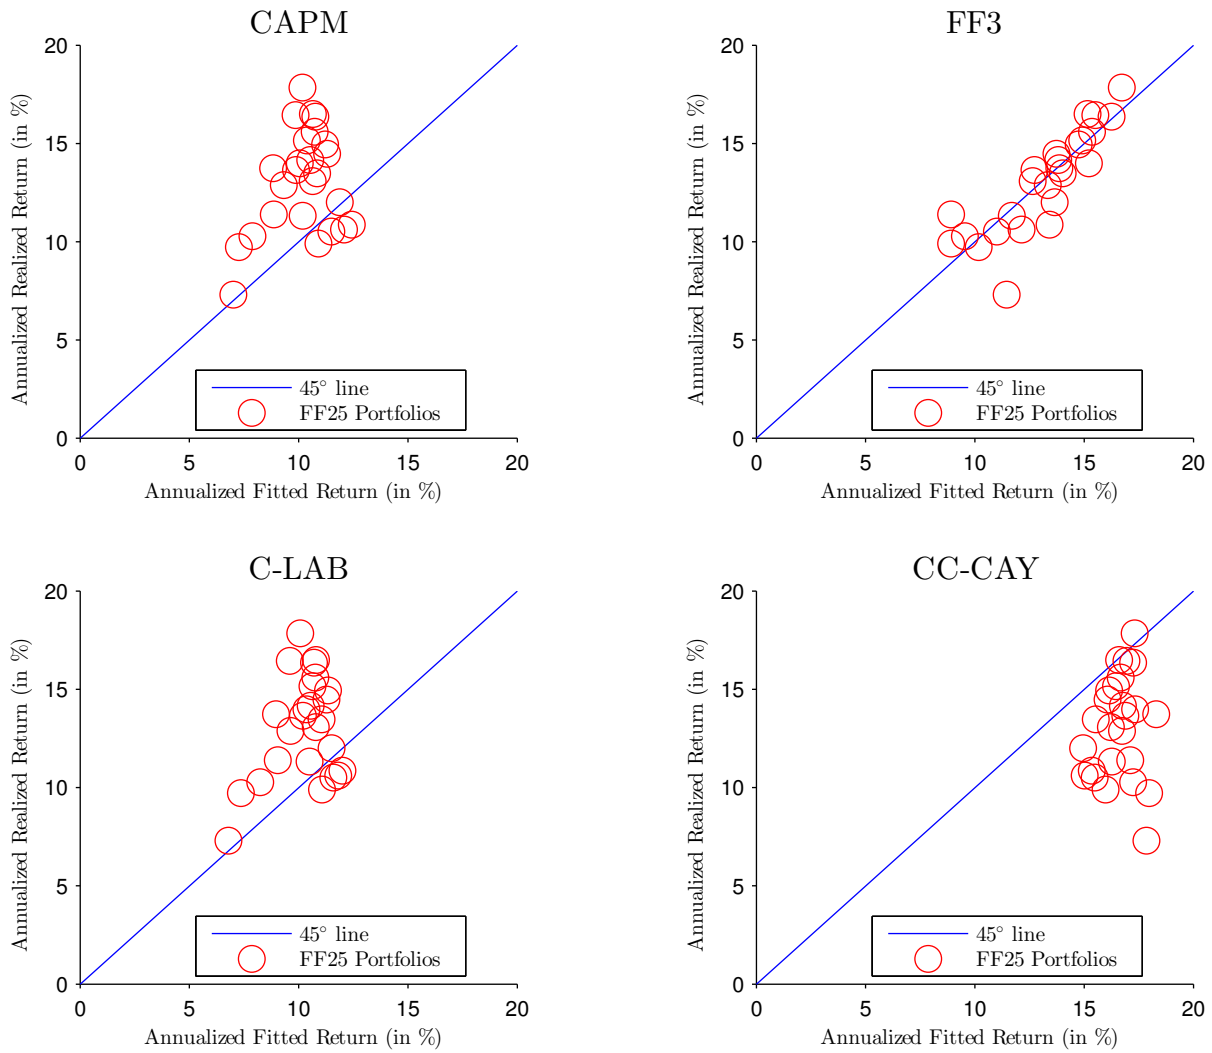 CAPM
20
15
10
5
0
0 5 10 15 20
Annualized Realized Return (in %)
Annualized Fitted Return (in %)
45° line
FF25 Portfolios
FF3
20
15
10
5
0
0 5 10 15 20
Annualized Realized Return (in %)
Annualized Fitted Return (in %)
45° line
FF25 Portfolios
C-LAB
20
15
10
5
0
0 5 10 15 20
Annualized Realized Return (in %)
Annualized Fitted Return (in %)
45° line
FF25 Portfolios
CC-CAY
20
15
10
5
0
0 5 10 15 20
Annualized Realized Return (in %)
Annualized Fitted Return (in %)
45° line
FF25 Portfolios